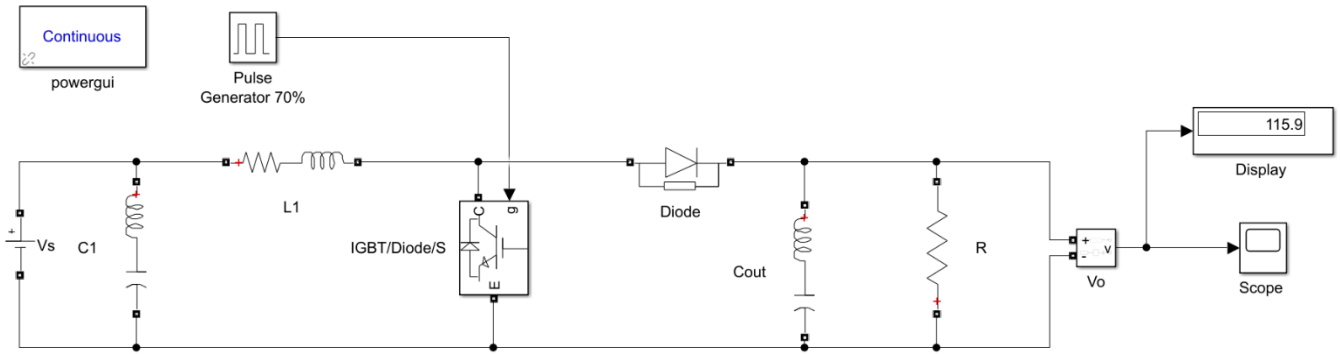 Continuous
powergui
Pulse
Generator 70%
115.9
Display
L1
C
g
E
IGBT/Diode/S
Diode
+
Vs
C1
Cout
R
+
-
v
Vo
Scope